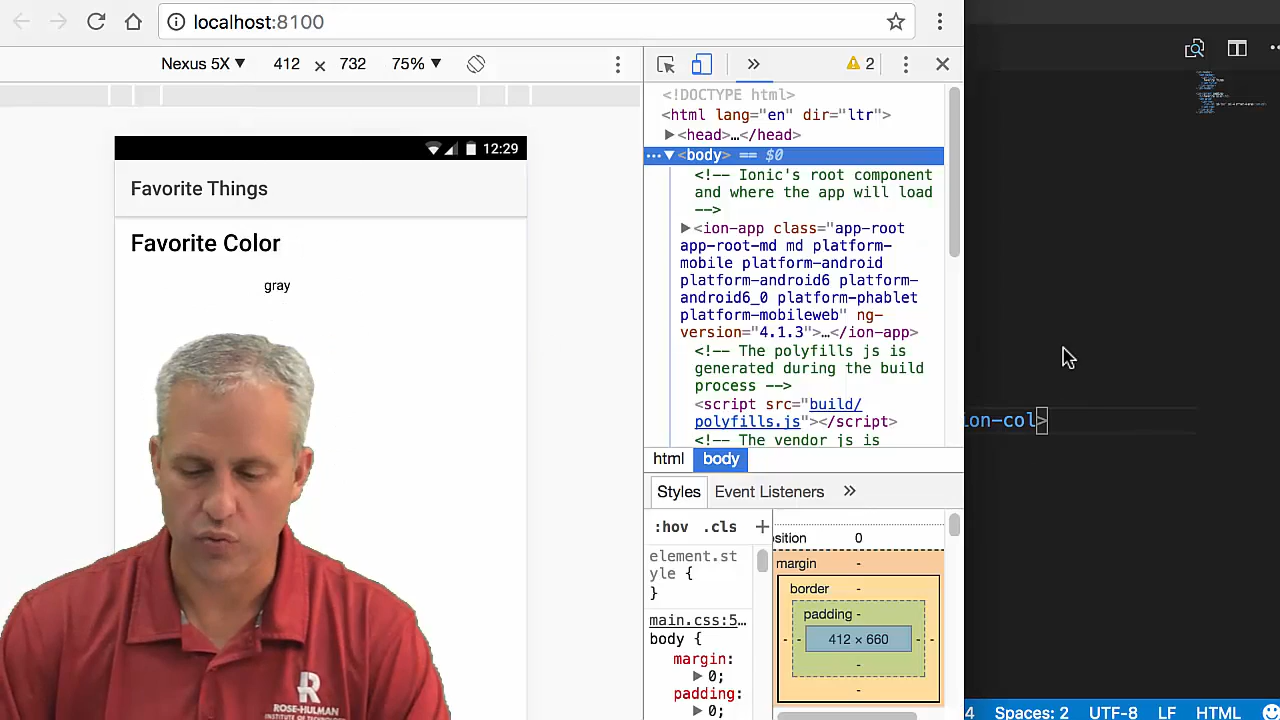 localhost:8100
Nexus 5X ▼ 412 × 732 75% ▼
» 2
12:29
Favorite Things
Favorite Color
gray
<!DOCTYPE html>
<html lang="en" dir="ltr">
▶<head>…</head>
…▼<body> == $0
<!-- Ionic's root component
and where the app will load
-->
▶<ion-app class="app-root
app-root-md md platform-
mobile platform-android
platform-android6 platform-
android6_0 platform-phablet
platform-mobileweb" ng-
version="4.1.3">…</ion-app>
<!-- The polyfills js is
generated during the build
process -->
<script src="build/
polyfills.js"></script>
<!-- The vendor js is
html body
Styles Event Listeners »
:hov .cls +
element.st
yle {
}
main.css:5…
body {
margin:
▶ 0;
padding:
▶ 0;
sition 0
margin -
border -
padding -
- - 412 × 660 - -
-
-
ion-col>
4 Spaces: 2 UTF-8 LF HTML
ROSE-HULMAN
INSTITUTE OF TECHNOLOGY